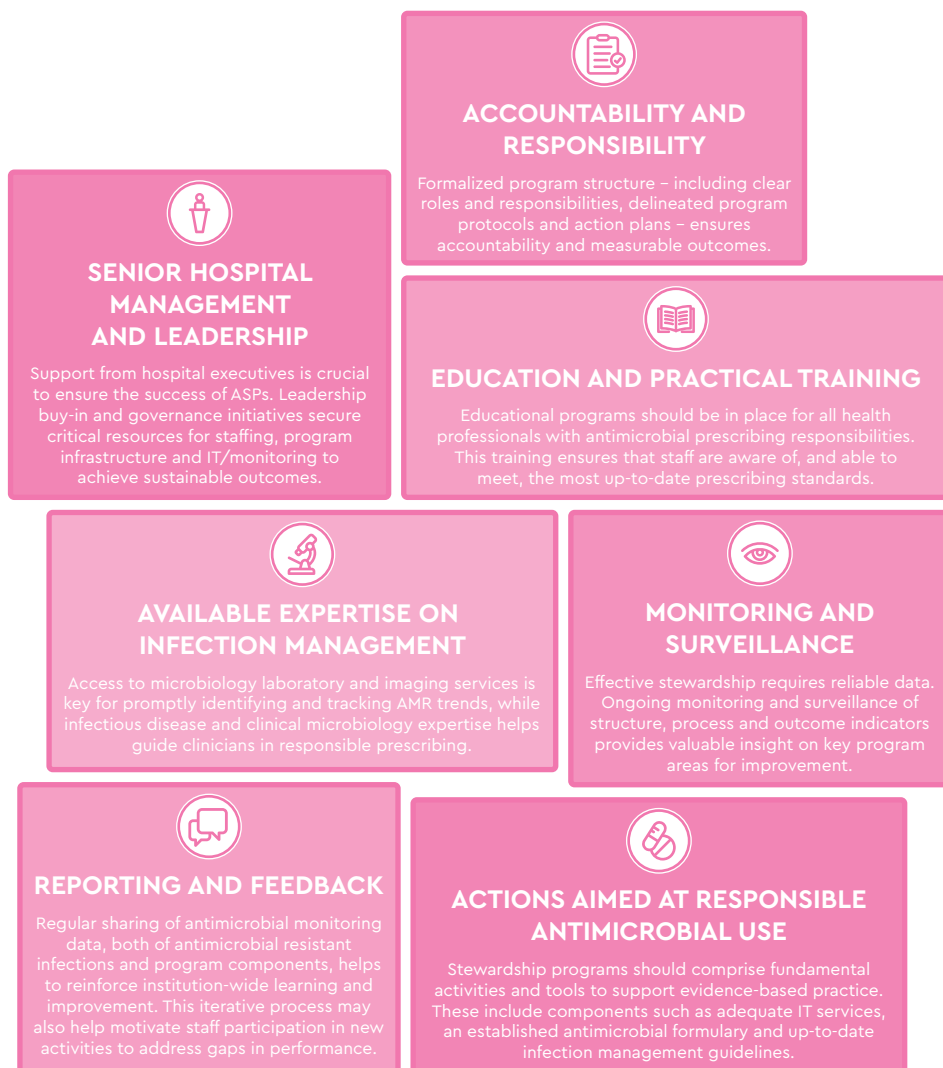 ACCOUNTABILITY AND
RESPONSIBILITY
Formalized program structure – including clear
roles and responsibilities, delineated program
protocols and action plans – ensures
accountability and measurable outcomes.
SENIOR HOSPITAL
MANAGEMENT
AND LEADERSHIP
Support from hospital executives is crucial
to ensure the success of ASPs. Leadership
buy-in and governance initiatives secure
critical resources for staffing, program
infrastructure and IT/monitoring to
achieve sustainable outcomes.
EDUCATION AND PRACTICAL TRAINING
Educational programs should be in place for all health
professionals with antimicrobial prescribing responsibilities.
This training ensures that staff are aware of, and able to
meet, the most up-to-date prescribing standards.
AVAILABLE EXPERTISE ON
INFECTION MANAGEMENT
Access to microbiology laboratory and imaging services is
key for promptly identifying and tracking AMR trends, while
infectious disease and clinical microbiology expertise helps
guide clinicians in responsible prescribing.
MONITORING AND
SURVEILLANCE
Effective stewardship requires reliable data.
Ongoing monitoring and surveillance of
structure, process and outcome indicators
provides valuable insight on key program
areas for improvement.
REPORTING AND FEEDBACK
Regular sharing of antimicrobial monitoring
data, both of antimicrobial resistant
infections and program components, helps
to reinforce institution-wide learning and
improvement. This iterative process may
also help motivate staff participation in new
activities to address gaps in performance.
ACTIONS AIMED AT RESPONSIBLE
ANTIMICROBIAL USE
Stewardship programs should comprise fundamental
activities and tools to support evidence-based practice.
These include components such as adequate IT services,
an established antimicrobial formulary and up-to-date
infection management guidelines.